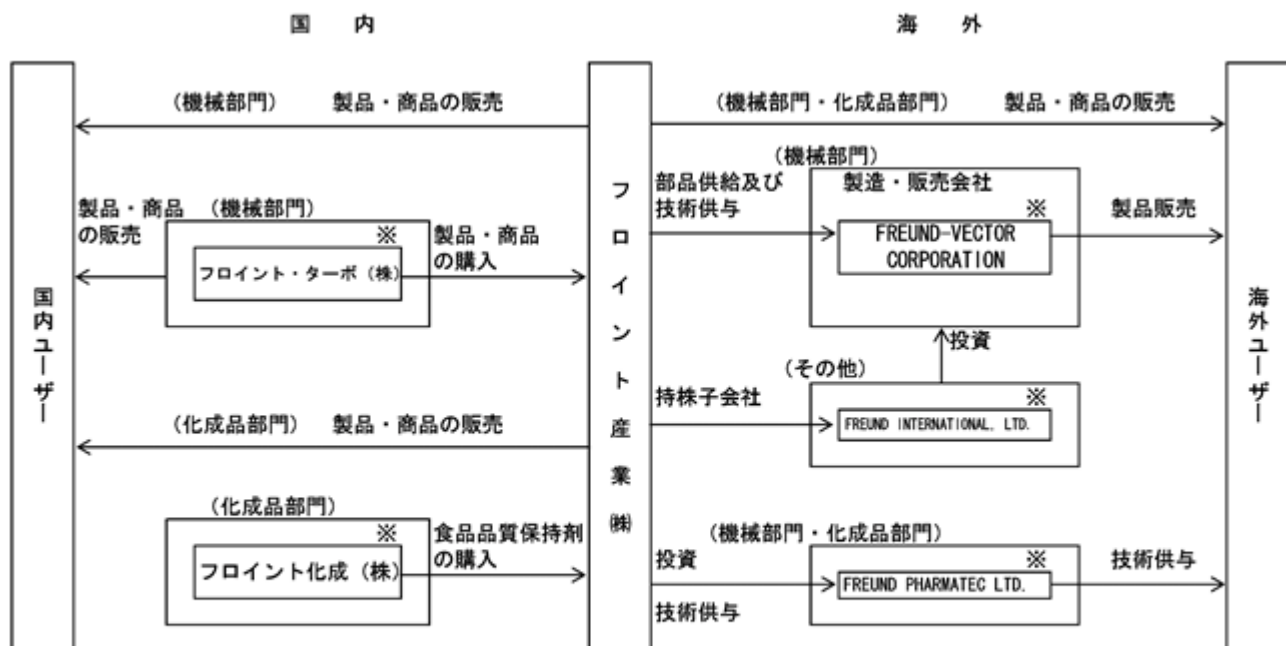 国　内
海　外
（機械部門）　製品・商品の販売
（機械部門・化成品部門）　製品・商品の販売
（機械部門）
部品供給及び
技術供与
製造・販売会社
※
FREUND-VECTOR
CORPORATION
製品販売
製品・商品
の販売
（機械部門）
※
フロイント・ターボ（株）
製品・商品
の購入
国内ユーザー
フロイント産業㈱
海外ユーザー
投資
（その他）
持株子会社
※
FREUND INTERNATIONAL, LTD.
（化成品部門）　製品・商品の販売
（化成品部門）
※
フロイント化成（株）
食品品質保持剤
の購入
（機械部門・化成品部門）
投資
技術供与
※
FREUND PHARMATEC LTD.
技術供与